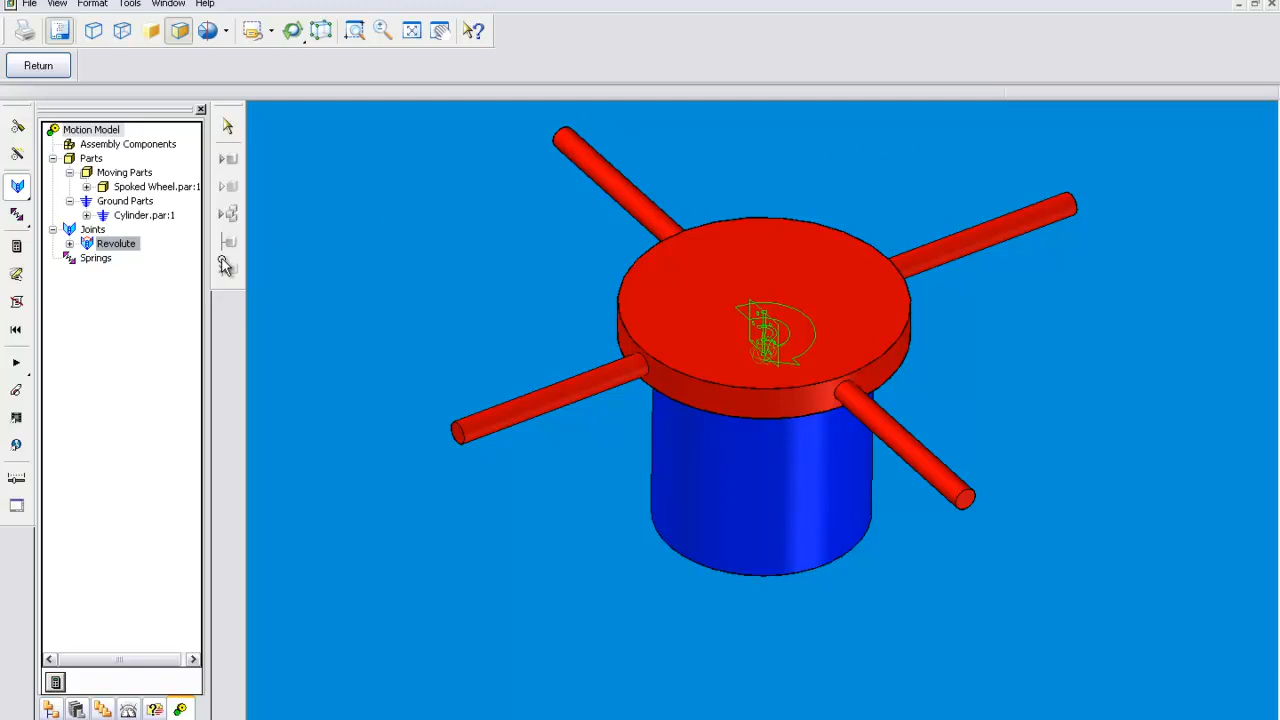 File View Format Tools Window Help
Return
Motion Model
Assembly Components
Parts
Moving Parts
Spoked Wheel.par:1
Ground Parts
Cylinder.par:1
Joints
Revolute
Springs